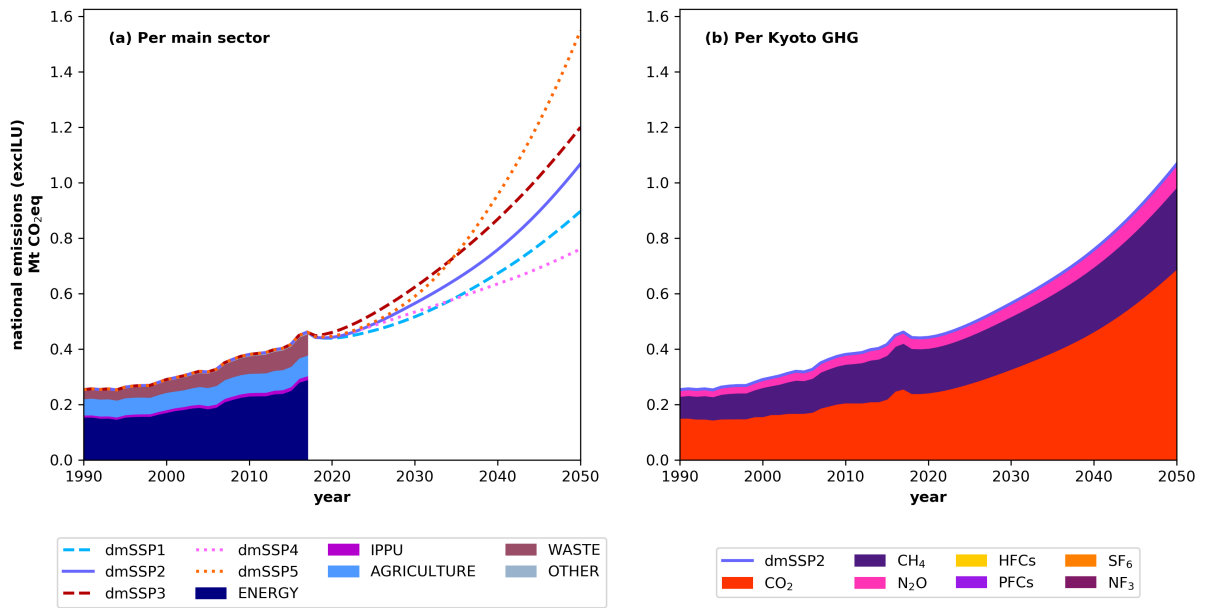 (a) Per main sector
national emissions (exclLU)
Mt CO₂eq
1.6
1.4
1.2
1.0
0.8
0.6
0.4
0.2
0.0
1990 2000 2010 2020 2030 2040 2050
year
dmSSP1 dmSSP4 IPPU WASTE
dmSSP2 dmSSP5 AGRICULTURE OTHER
dmSSP3 ENERGY
(b) Per Kyoto GHG
1.6
1.4
1.2
1.0
0.8
0.6
0.4
0.2
0.0
1990 2000 2010 2020 2030 2040 2050
year
dmSSP2 CH₄ HFCs SF₆
CO₂ N₂O PFCs NF₃